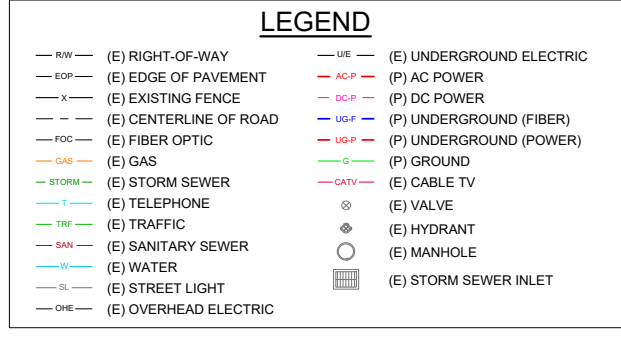 LEGEND
R/W (E) RIGHT-OF-WAY
EOP (E) EDGE OF PAVEMENT
X (E) EXISTING FENCE
(E) CENTERLINE OF ROAD
FOC (E) FIBER OPTIC
GAS (E) GAS
STORM (E) STORM SEWER
T (E) TELEPHONE
TRF (E) TRAFFIC
SAN (E) SANITARY SEWER
W (E) WATER
SL (E) STREET LIGHT
OHE (E) OVERHEAD ELECTRIC
U/E (E) UNDERGROUND ELECTRIC
AC-P (P) AC POWER
DC-P (P) DC POWER
UG-F (P) UNDERGROUND (FIBER)
UG-P (P) UNDERGROUND (POWER)
G (P) GROUND
CATV (E) CABLE TV
(E) VALVE
(E) HYDRANT
(E) MANHOLE
(E) STORM SEWER INLET